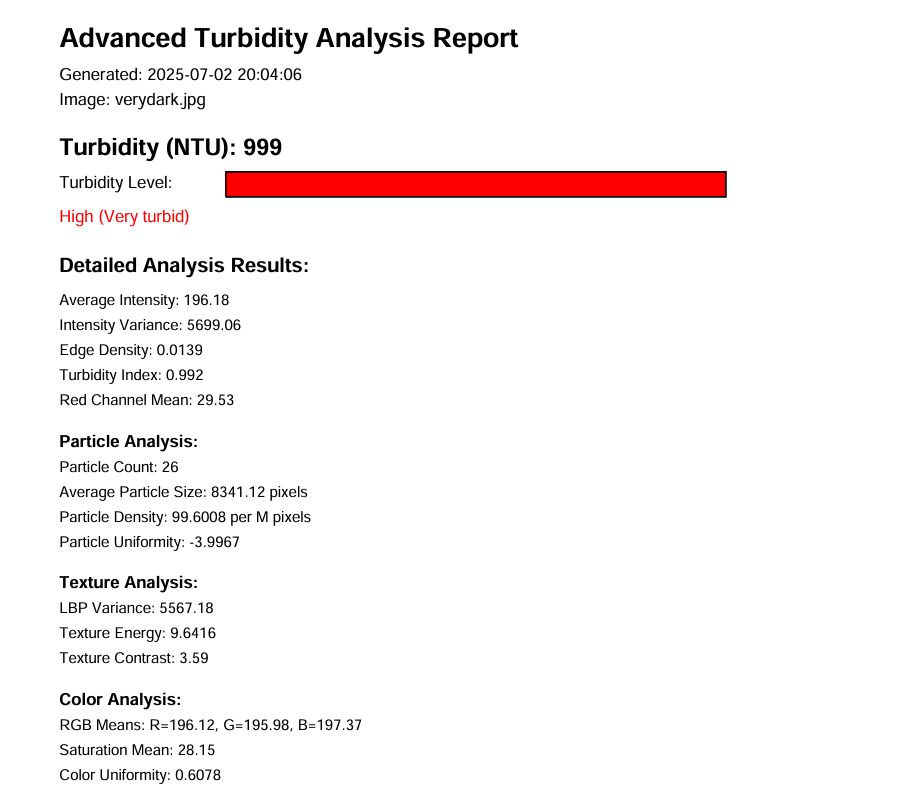 Advanced Turbidity Analysis Report
Generated: 2025-07-02 20:04:06
Image: verydark.jpg
Turbidity (NTU): 999
Turbidity Level:
High (Very turbid)
Detailed Analysis Results:
Average Intensity: 196.18
Intensity Variance: 5699.06
Edge Density: 0.0139
Turbidity Index: 0.992
Red Channel Mean: 29.53
Particle Analysis:
Particle Count: 26
Average Particle Size: 8341.12 pixels
Particle Density: 99.6008 per M pixels
Particle Uniformity: -3.9967
Texture Analysis:
LBP Variance: 5567.18
Texture Energy: 9.6416
Texture Contrast: 3.59
Color Analysis:
RGB Means: R=196.12, G=195.98, B=197.37
Saturation Mean: 28.15
Color Uniformity: 0.6078